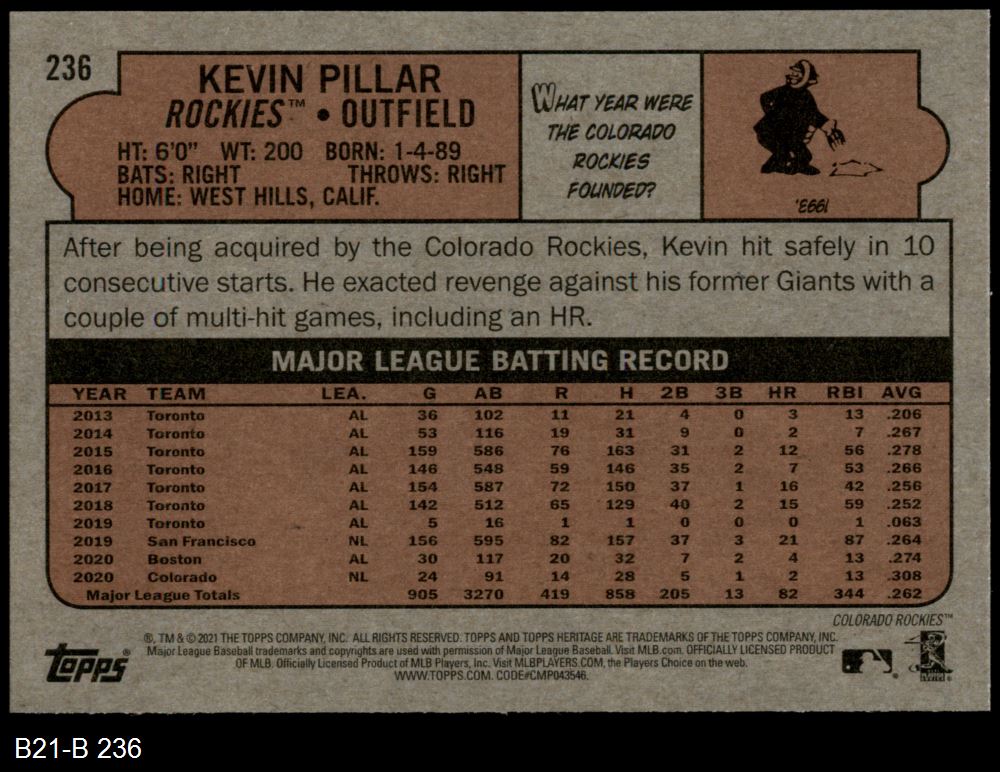 236
KEVIN PILLAR
ROCKIES™ • OUTFIELD
HT: 6'0" WT: 200 BORN: 1-4-89
BATS: RIGHT THROWS: RIGHT
HOME: WEST HILLS, CALIF.
WHAT YEAR WERE
THE COLORADO
ROCKIES
FOUNDED?
1993.
After being acquired by the Colorado Rockies, Kevin hit safely in 10
consecutive starts. He exacted revenge against his former Giants with a
couple of multi-hit games, including an HR.
MAJOR LEAGUE BATTING RECORD
YEAR TEAM LEA. G AB R H 2B 3B HR RBI AVG
2013 Toronto AL 36 102 11 21 4 0 3 13 .206
2014 Toronto AL 53 116 19 31 9 0 2 7 .267
2015 Toronto AL 159 586 76 163 31 2 12 56 .278
2016 Toronto AL 146 548 59 146 35 2 7 53 .266
2017 Toronto AL 154 587 72 150 37 1 16 42 .256
2018 Toronto AL 142 512 65 129 40 2 15 59 .252
2019 Toronto AL 5 16 1 1 0 0 0 1 .063
2019 San Francisco NL 156 595 82 157 37 3 21 87 .264
2020 Boston AL 30 117 20 32 7 2 4 13 .274
2020 Colorado NL 24 91 14 28 5 1 2 13 .308
Major League Totals 905 3270 419 858 205 13 82 344 .262
COLORADO ROCKIES™
topps®
®, TM & © 2021 THE TOPPS COMPANY, INC. ALL RIGHTS RESERVED. TOPPS AND TOPPS HERITAGE ARE TRADEMARKS OF THE TOPPS COMPANY, INC.
Major League Baseball trademarks and copyrights are used with permission of Major League Baseball. Visit MLB.com. OFFICIALLY LICENSED PRODUCT
OF MLB. Officially Licensed Product of MLB Players, Inc. Visit MLBPLAYERS.COM, the Players Choice on the web.
WWW.TOPPS.COM. CODE#CMP043546.
B21-B 236